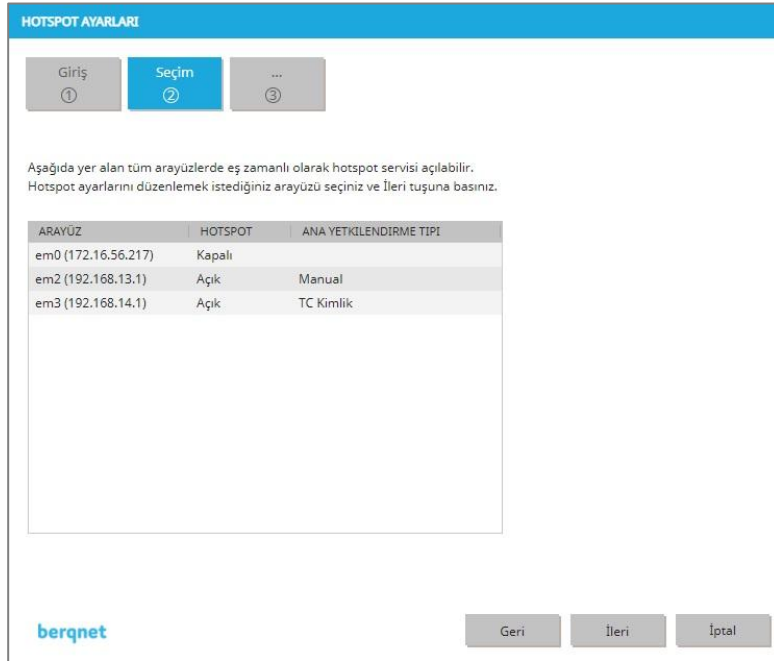 HOTSPOT AYARLARI
Giriş Seçim ...
① ② ③
Aşağıda yer alan tüm arayüzlerde eş zamanlı olarak hotspot servisi açılabilir.
Hotspot ayarlarını düzenlemek istediğiniz arayüzü seçiniz ve İleri tuşuna basınız.
ARAYÜZ HOTSPOT ANA YETKILENDIRME TIPI
em0 (172.16.56.217) Kapalı
em2 (192.168.13.1) Açık Manual
em3 (192.168.14.1) Açık TC Kimlik
berqnet Geri İleri İptal